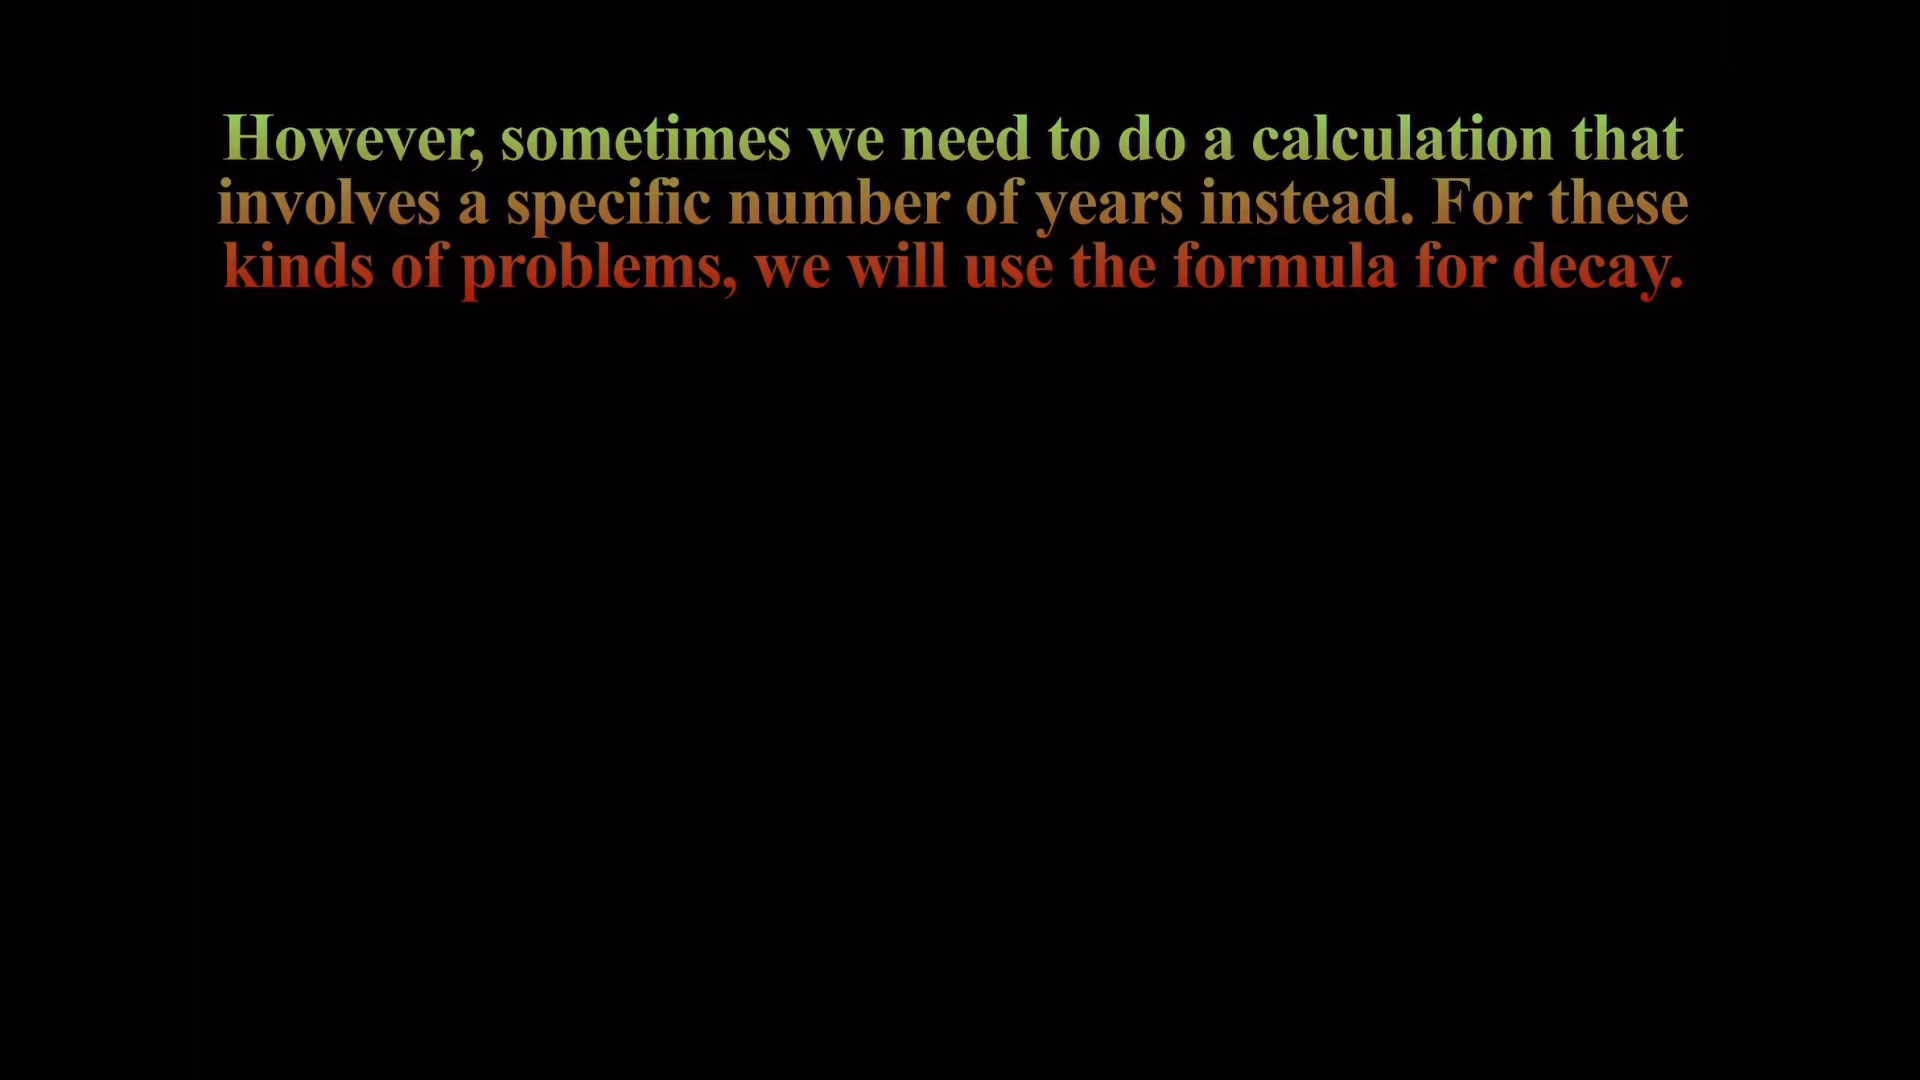 However, sometimes we need to do a calculation that
involves a specific number of years instead. For these
kinds of problems, we will use the formula for decay.